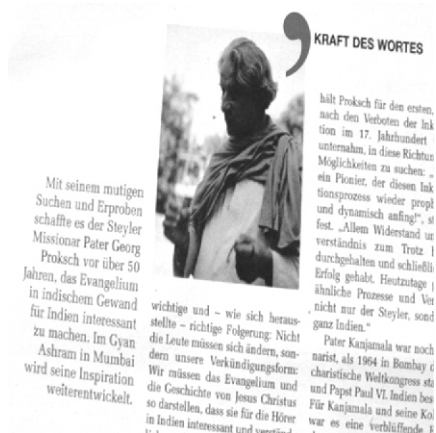 KRAFT DES WORTES
Mit seinem mutigen
Suchen und Erproben
schaffte es der Steyler
Missionar Pater Georg
Proksch vor über 50
Jahren, das Evangelium
in indischem Gewand
für Indien interessant
zu machen. Im Gyan
Ashram in Mumbai
wird seine Inspiration
weiterentwickelt.
wichtige und – wie sich heraus-
stellte – richtige Folgerung: Nicht
die Leute müssen sich ändern, son-
dern unsere Verkündigungsform:
Wir müssen das Evangelium und
die Geschichte von Jesus Christus
so darstellen, dass sie für die Hörer
in Indien interessant und
hält Proksch für den ersten,
nach den Verboten der
tion im 17. Jahrhundert
unternahm, in diese
Möglichkeiten zu suchen: „
ein Pionier, der diesen
tionsprozess wieder
und dynamisch anfing!“,
fest. „Allem Widerstand
verständnis zum Trotz
durchgehalten und
Erfolg gehabt. Heutzutage
ähnliche Prozesse und
nicht nur der Steyler,
ganz Indien.“
Pater Kanjamala war noch
narist, als 1964 in Bombay
charistische Weltkongress
und Papst Paul VI. Indien
Für Kanjamala und seine
war es eine verblüffende